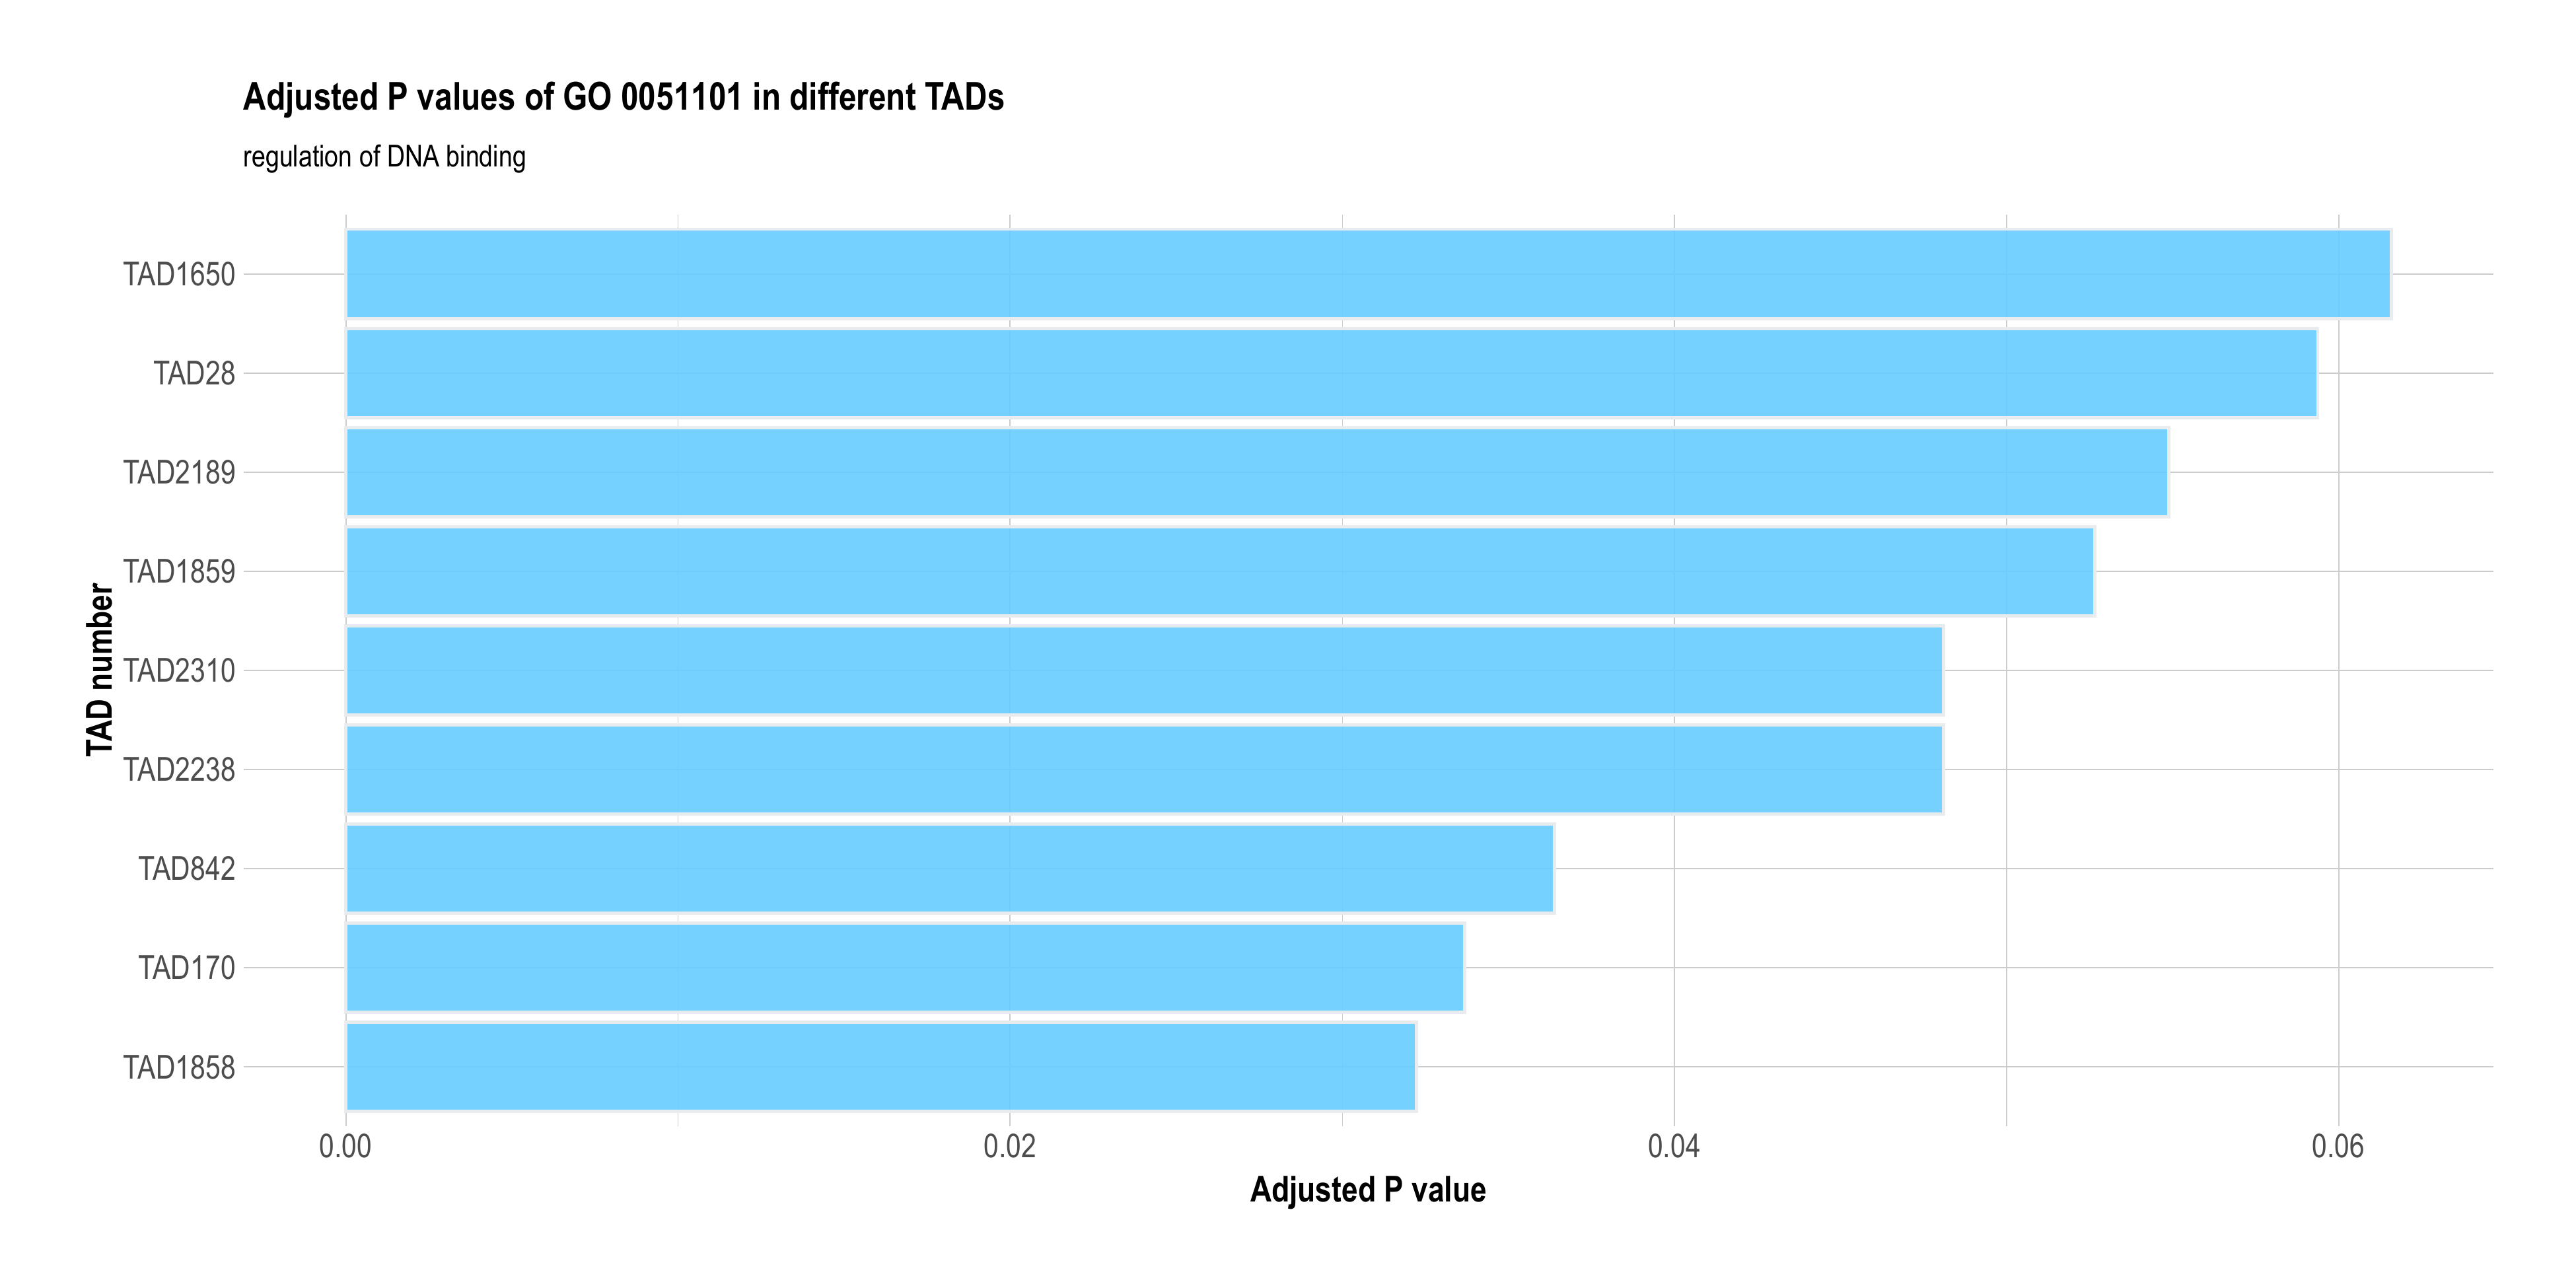 Adjusted P values of GO 0051101 in different TADs
regulation of DNA binding
TAD number
TAD1650
TAD28
TAD2189
TAD1859
TAD2310
TAD2238
TAD842
TAD170
TAD1858
0.00 0.02 0.04 0.06
Adjusted P value